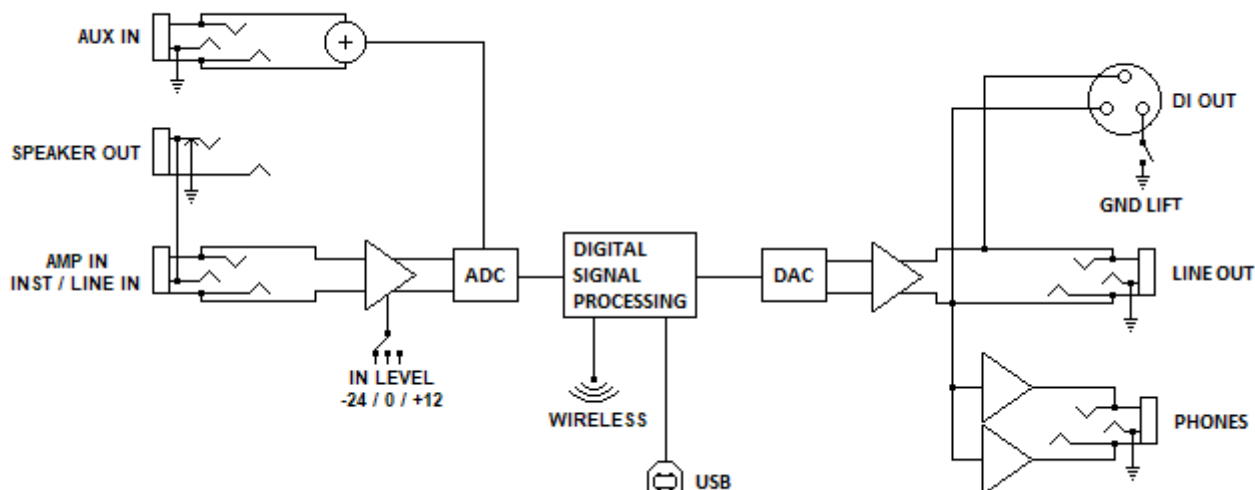 AUX IN
SPEAKER OUT
AMP IN
INST / LINE IN
ADC
IN LEVEL
-24 / 0 / +12
DIGITAL
SIGNAL
PROCESSING
WIRELESS
USB
DAC
DI OUT
GND LIFT
LINE OUT
PHONES